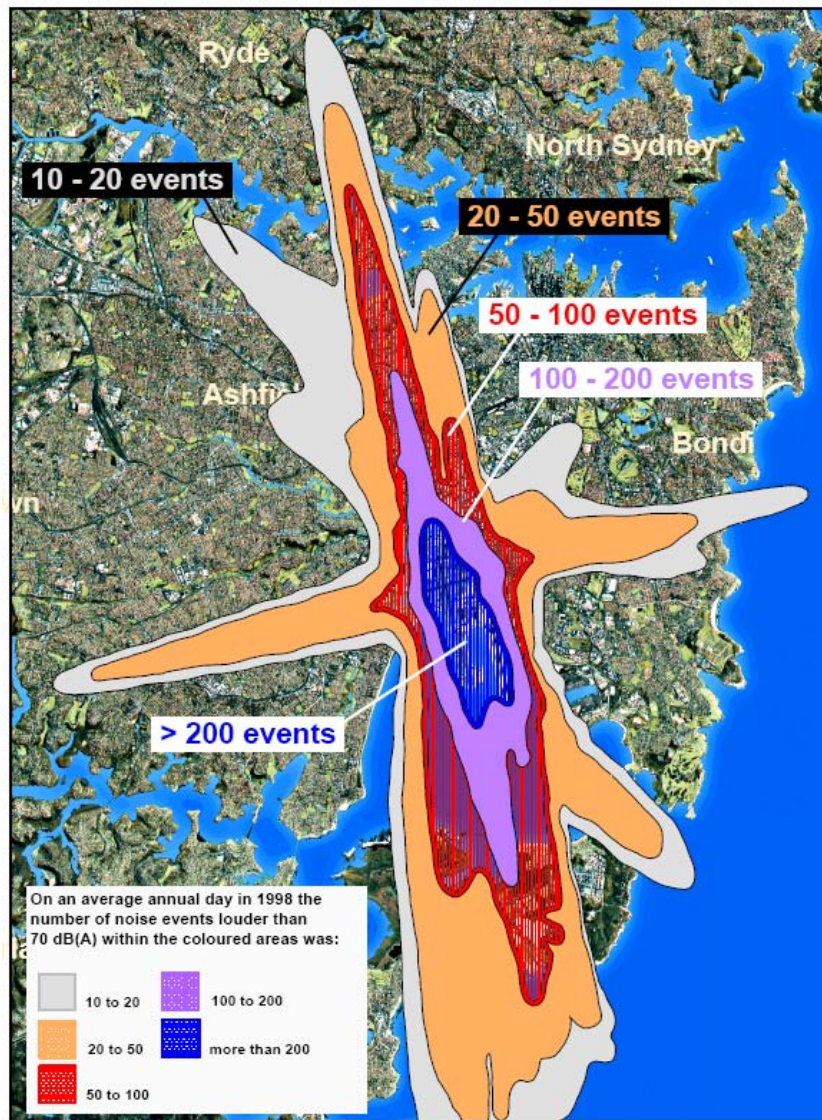 Ryde
North Sydney
10 - 20 events
20 - 50 events
50 - 100 events
100 - 200 events
Ashfi
Bondi
wn
> 200 events
On an average annual day in 1998 the
number of noise events louder than
70 dB(A) within the coloured areas was:
10 to 20
100 to 200
20 to 50
more than 200
50 to 100